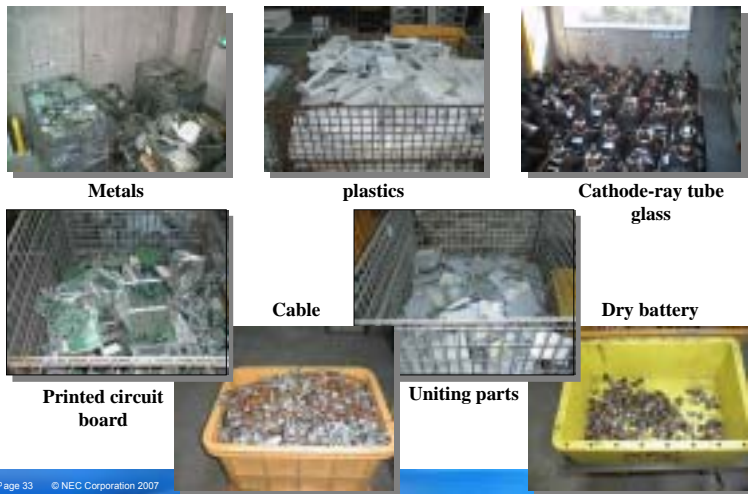 Metals
plastics
Cathode-ray tube
glass
Cable
Dry battery
Printed circuit
board
Uniting parts
Page 33 © NEC Corporation 2007